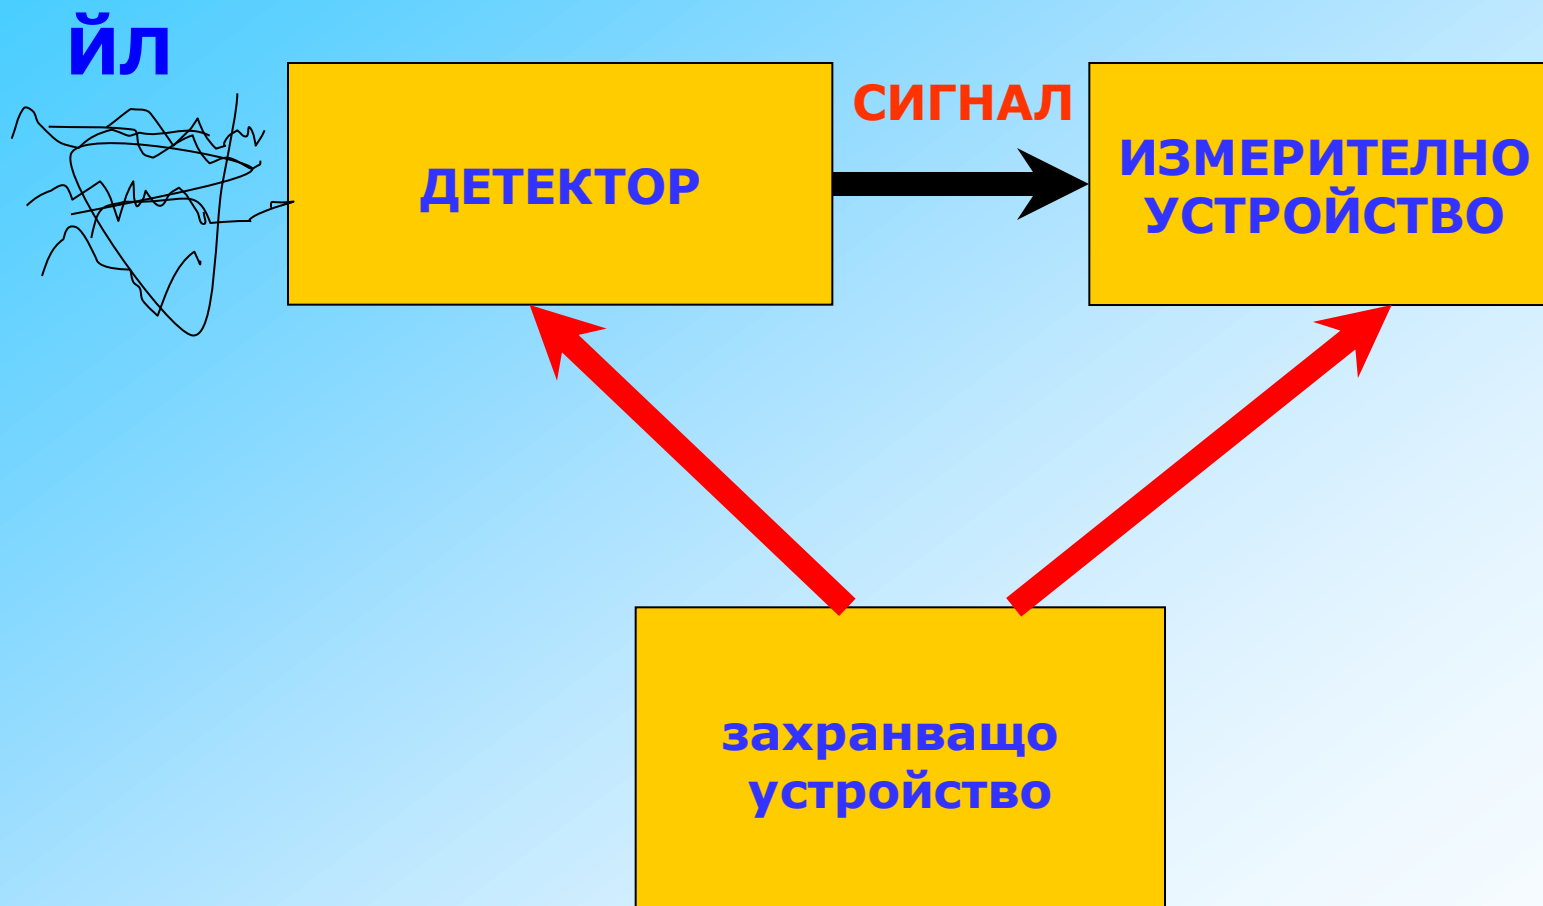 ЙЛ
СИГНАЛ
ДЕТЕКТОР
ИЗМЕРИТЕЛНО
УСТРОЙСТВО
захранващо
устройство